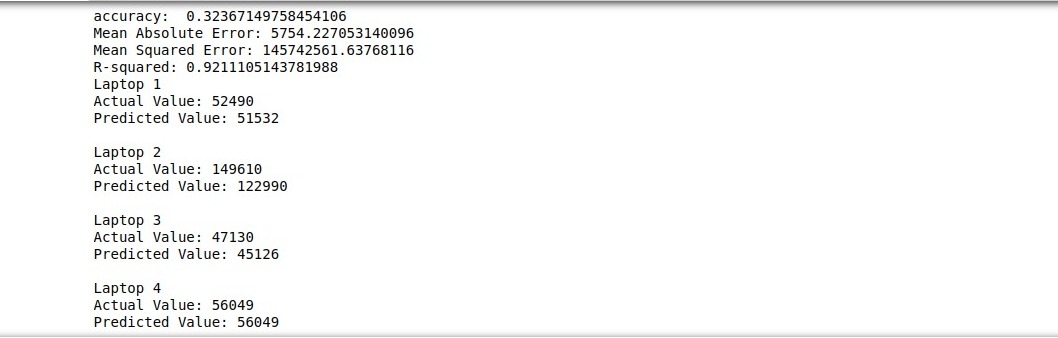 accuracy:  0.32367149758454106
Mean Absolute Error: 5754.227053140096
Mean Squared Error: 145742561.63768116
R-squared: 0.9211105143781988
Laptop 1
Actual Value: 52490
Predicted Value: 51532
Laptop 2
Actual Value: 149610
Predicted Value: 122990
Laptop 3
Actual Value: 47130
Predicted Value: 45126
Laptop 4
Actual Value: 56049
Predicted Value: 56049